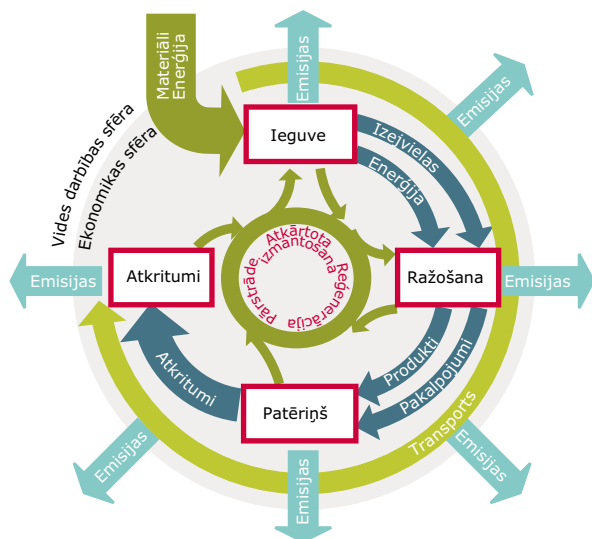 Materiāli
Enerģija
Emisijas
Emisijas
Vides darbības sfēra
Ekonomikas sfēra
Ieguve
Izejvielas
Enerģija
Atkārtota
izmantošana
Reģenerācija
Pārstrāde
Emisijas
Atkritumi
Ražošana
Emisijas
Atkritumi
Produkti
Pakalpojumi
Patēriņš
Transports
Emisijas
Emisijas
Emisijas